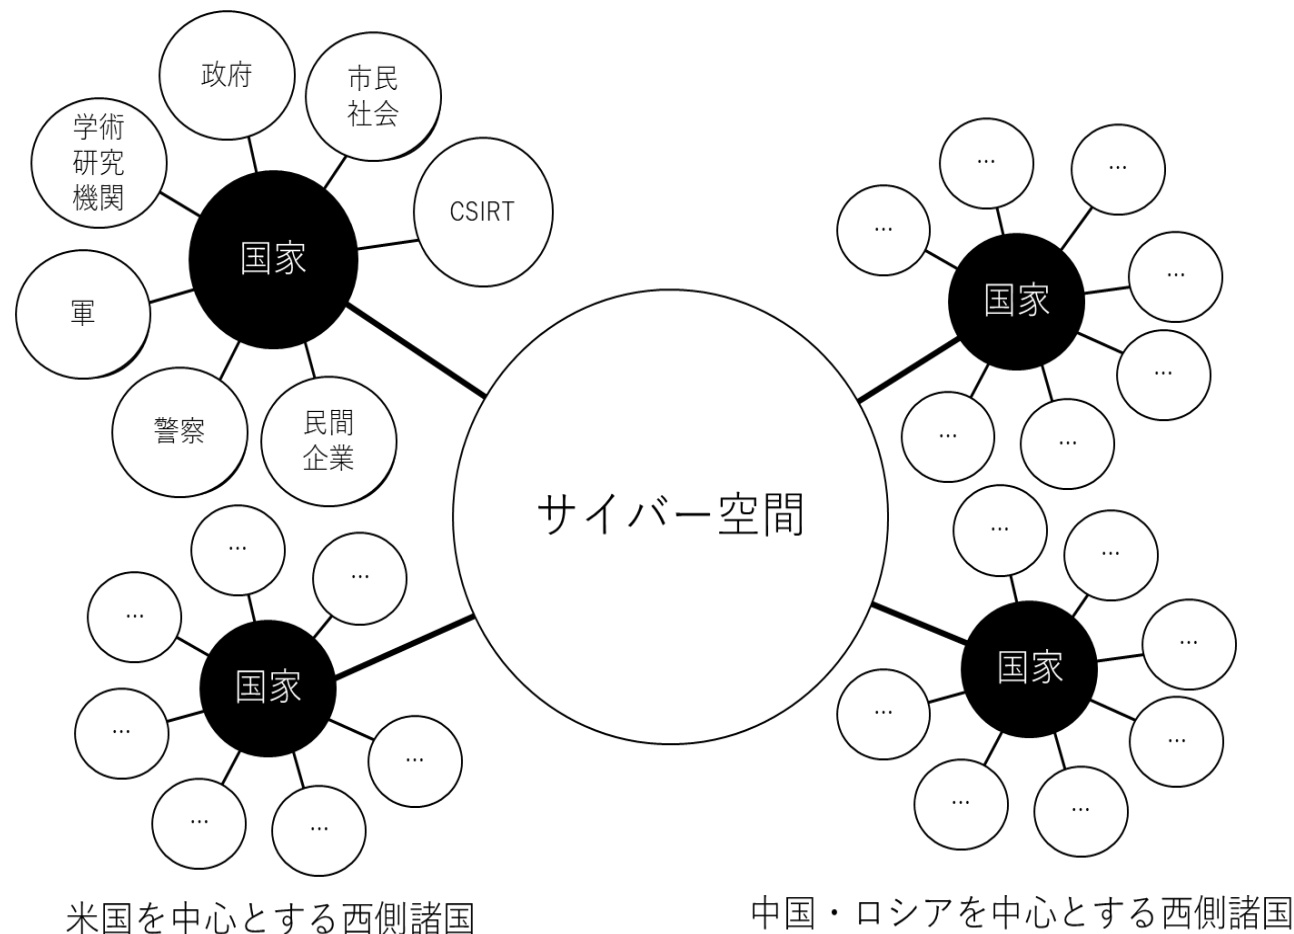 政府
市民
社会
学術
研究
機関
CSIRT
国家
軍
警察
民間
企業
サイバー空間
…
…
…
…
…
…
…
国家
…
…
…
…
…
…
…
国家
…
…
…
…
…
…
…
国家
米国を中心とする西側諸国
中国・ロシアを中心とする西側諸国